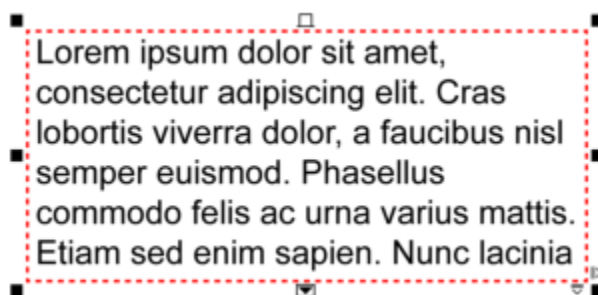 Lorem ipsum dolor sit amet,
consectetur adipiscing elit. Cras
lobortis viverra dolor, a faucibus nisl
semper euismod. Phasellus
commodo felis ac urna varius mattis.
Etiam sed enim sapien. Nunc lacinia